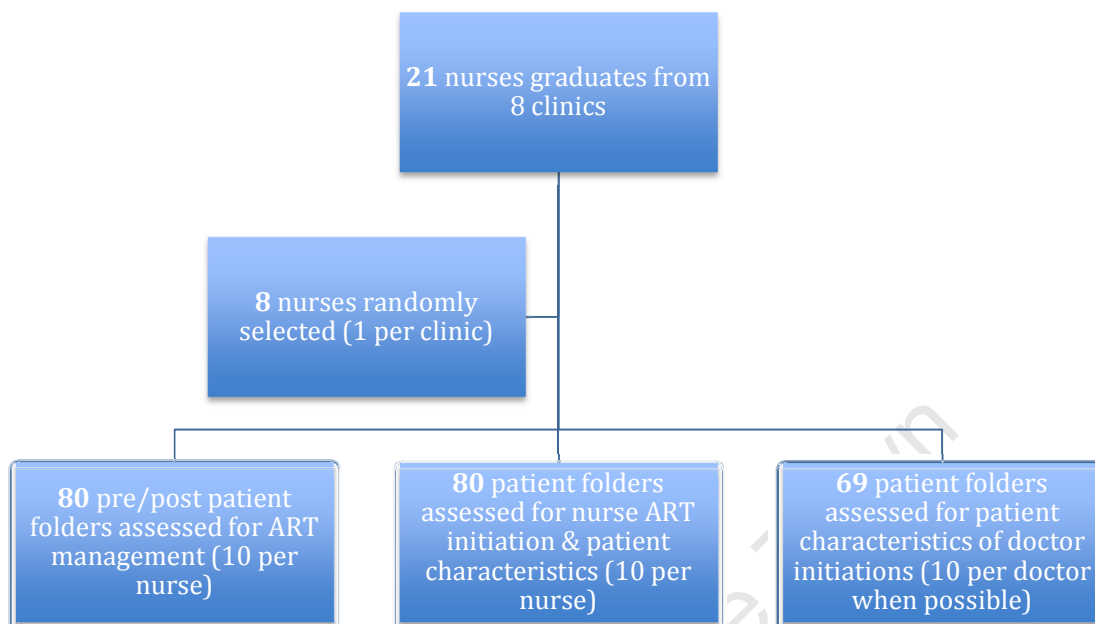 21 nurses graduates from
8 clinics
8 nurses randomly
selected (1 per clinic)
80 pre/post patient
folders assessed for ART
management (10 per
nurse)
80 patient folders
assessed for nurse ART
initiation & patient
characteristics (10 per
nurse)
69 patient folders
assessed for patient
characteristics of doctor
initiations (10 per doctor
when possible)